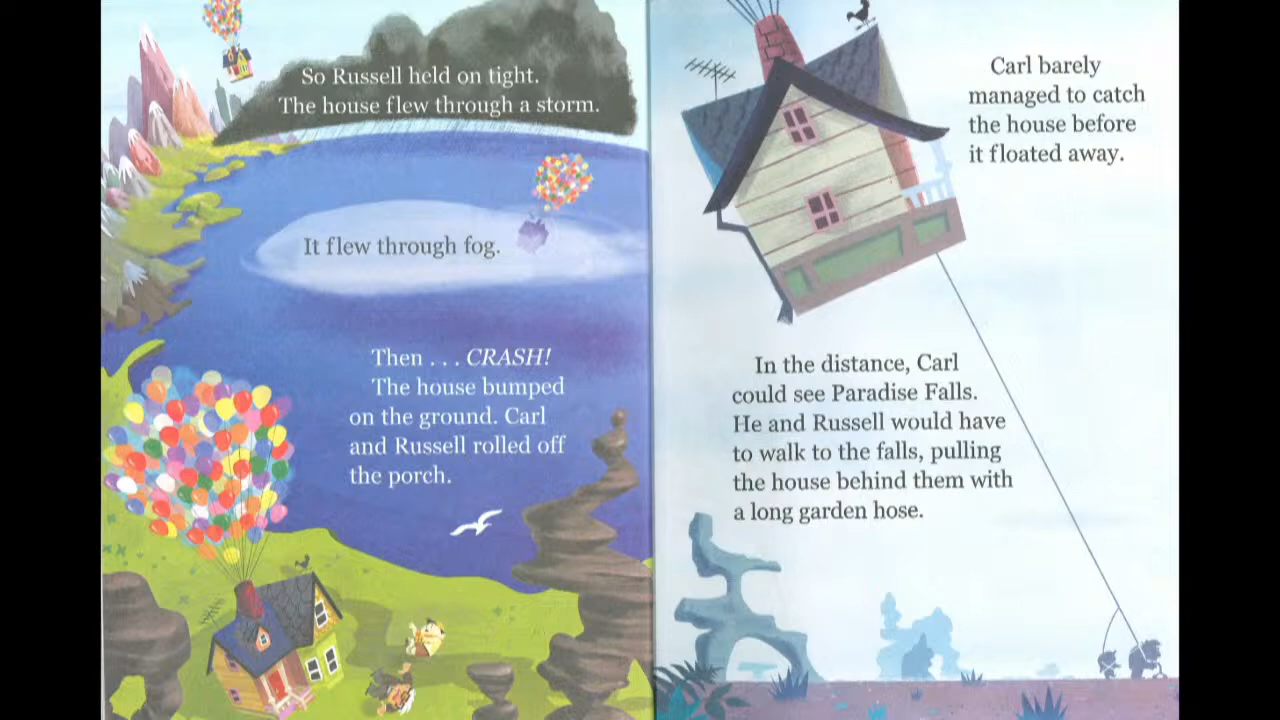 So Russell held on tight.
The house flew through a storm.
It flew through fog.
Then . . . CRASH!
The house bumped
on the ground. Carl
and Russell rolled off
the porch.
Carl barely
managed to catch
the house before
it floated away.
In the distance, Carl
could see Paradise Falls.
He and Russell would have
to walk to the falls, pulling
the house behind them with
a long garden hose.